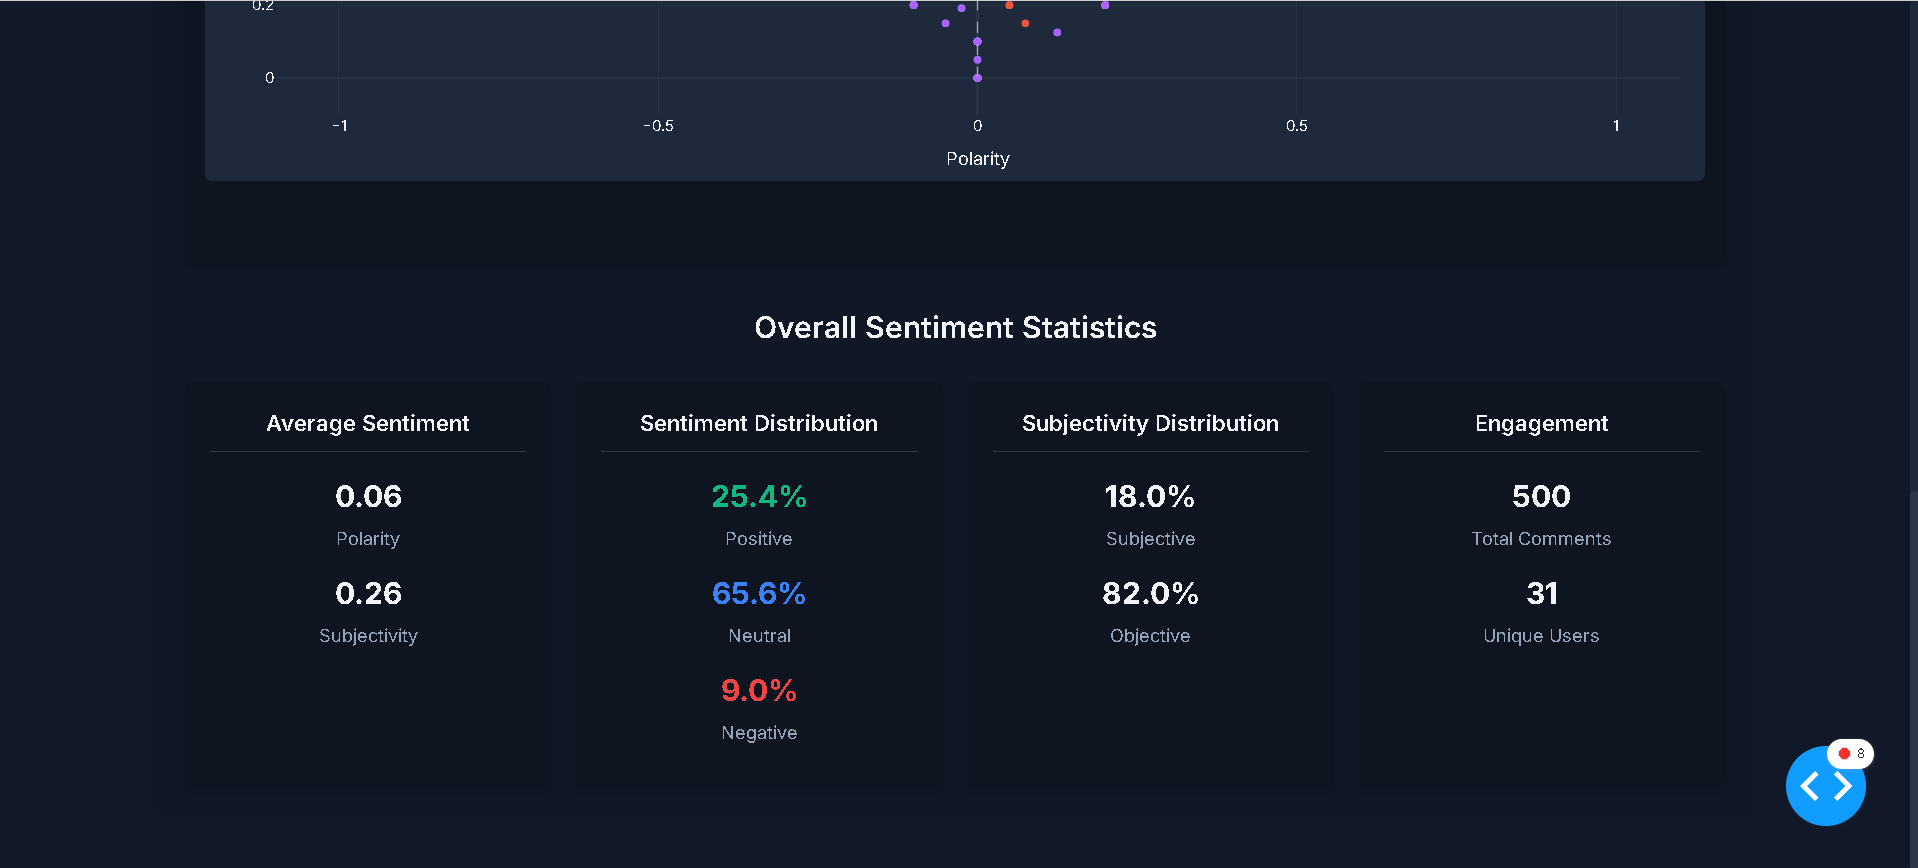 0.2
0
−1
−0.5
0
0.5
1
Polarity
Overall Sentiment Statistics
Average Sentiment
0.06
Polarity
0.26
Subjectivity
Sentiment Distribution
25.4%
Positive
65.6%
Neutral
9.0%
Negative
Subjectivity Distribution
18.0%
Subjective
82.0%
Objective
Engagement
500
Total Comments
31
Unique Users
8